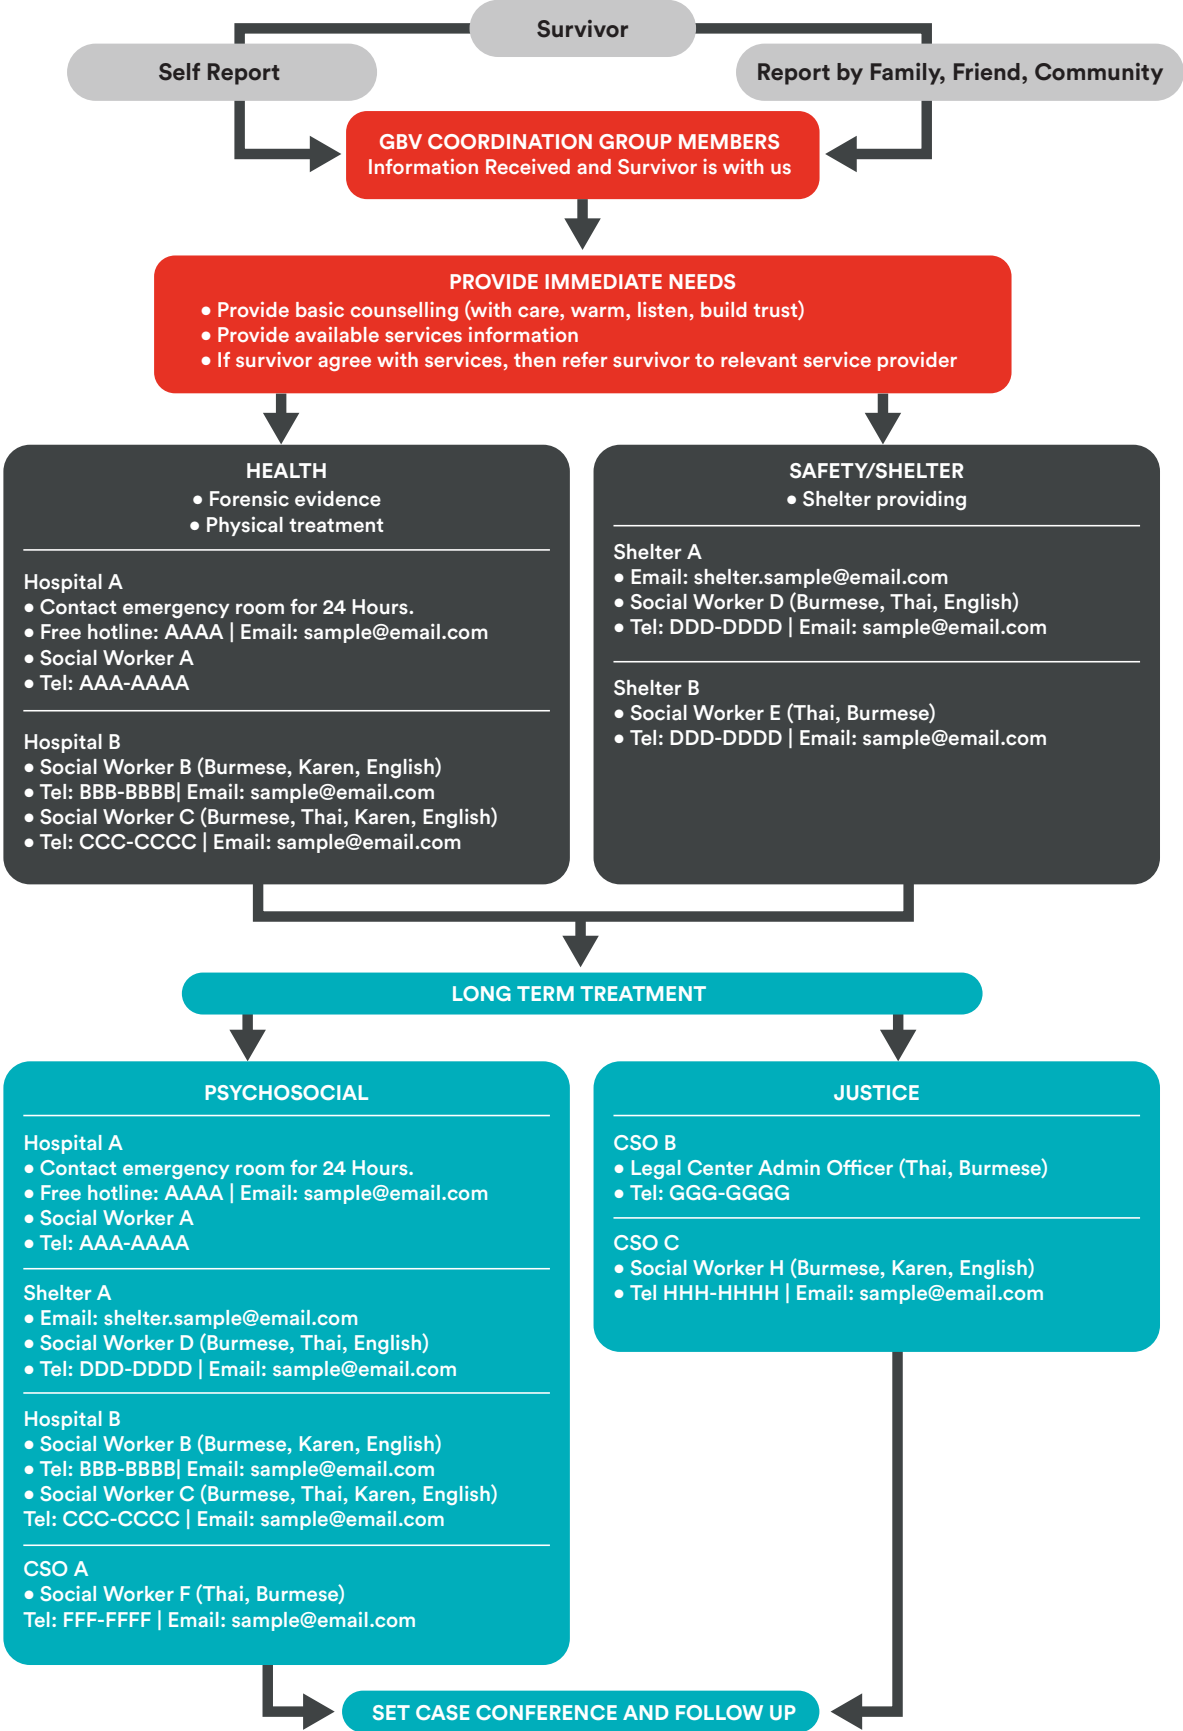 Survivor
Self Report
Report by Family, Friend, Community
GBV COORDINATION GROUP MEMBERS
Information Received and Survivor is with us
PROVIDE IMMEDIATE NEEDS
● Provide basic counselling (with care, warm, listen, build trust)
● Provide available services information
● If survivor agree with services, then refer survivor to relevant service provider
HEALTH
● Forensic evidence
● Physical treatment
Hospital A
● Contact emergency room for 24 Hours.
● Free hotline: AAAA | Email: sample@email.com
● Social Worker A
● Tel: AAA-AAAA
Hospital B
● Social Worker B (Burmese, Karen, English)
● Tel: BBB-BBBB| Email: sample@email.com
● Social Worker C (Burmese, Thai, Karen, English)
● Tel: CCC-CCCC | Email: sample@email.com
SAFETY/SHELTER
● Shelter providing
Shelter A
● Email: shelter.sample@email.com
● Social Worker D (Burmese, Thai, English)
● Tel: DDD-DDDD | Email: sample@email.com
Shelter B
● Social Worker E (Thai, Burmese)
● Tel: DDD-DDDD | Email: sample@email.com
LONG TERM TREATMENT
PSYCHOSOCIAL
Hospital A
● Contact emergency room for 24 Hours.
● Free hotline: AAAA | Email: sample@email.com
● Social Worker A
● Tel: AAA-AAAA
Shelter A
● Email: shelter.sample@email.com
● Social Worker D (Burmese, Thai, English)
● Tel: DDD-DDDD | Email: sample@email.com
Hospital B
● Social Worker B (Burmese, Karen, English)
● Tel: BBB-BBBB| Email: sample@email.com
● Social Worker C (Burmese, Thai, Karen, English)
Tel: CCC-CCCC | Email: sample@email.com
CSO A
● Social Worker F (Thai, Burmese)
Tel: FFF-FFFF | Email: sample@email.com
JUSTICE
CSO B
● Legal Center Admin Officer (Thai, Burmese)
● Tel: GGG-GGGG
CSO C
● Social Worker H (Burmese, Karen, English)
● Tel HHH-HHHH | Email: sample@email.com
SET CASE CONFERENCE AND FOLLOW UP